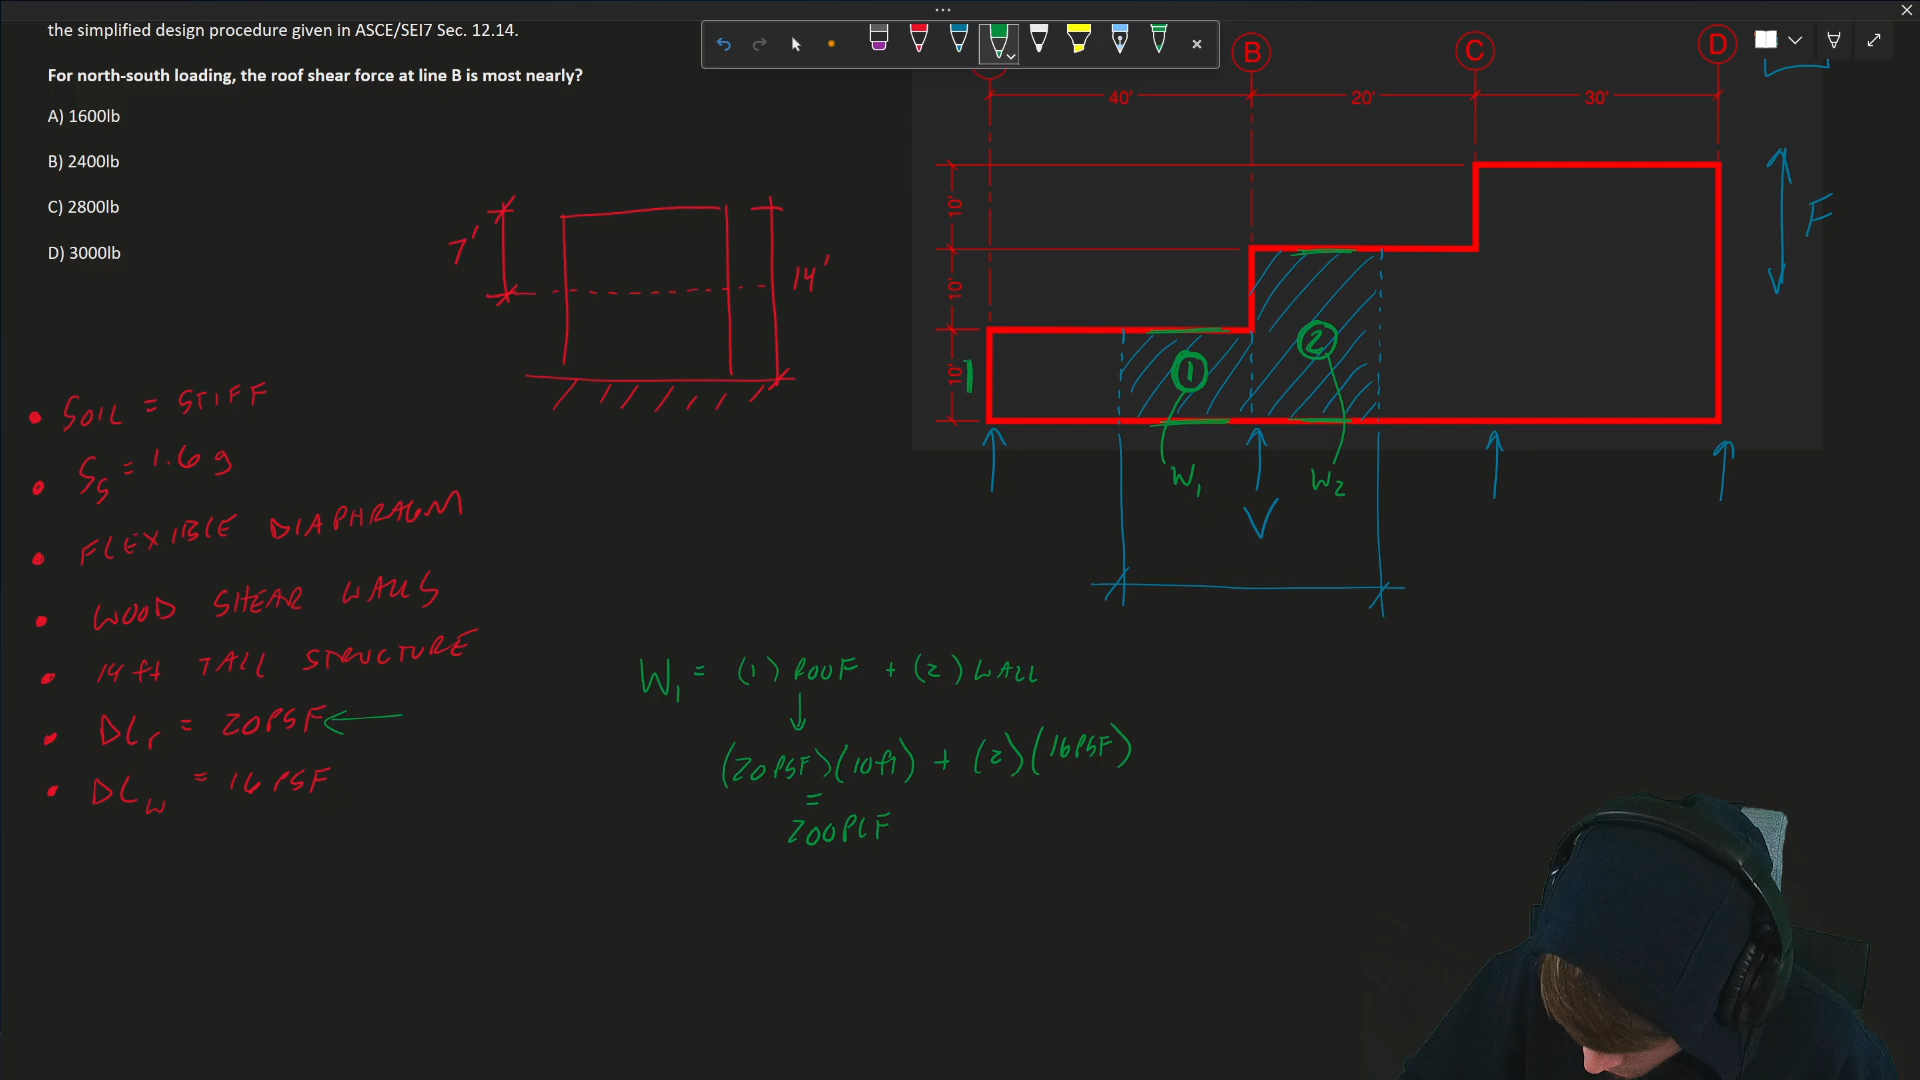 the simplified design procedure given in ASCE/SEI7 Sec. 12.14.
For north-south loading, the roof shear force at line B is most nearly?
A) 1600lb
B) 2400lb
C) 2800lb
D) 3000lb
7'
14'
• SOIL = STIFF
• SS = 1.6g
• FLEXIBLE DIAPHRAGM
• WOOD SHEAR WALLS
• 14ft TALL STRUCTURE
• DLr = 20PSF
• DLW = 16PSF
B
C
D
40'
20'
30'
10'
10'
10'
F
1
2
W1
W2
V
W1 = (1) ROOF + (2) WALL
(20PSF)(10ft) + (2)(16PSF)
=
200PLF